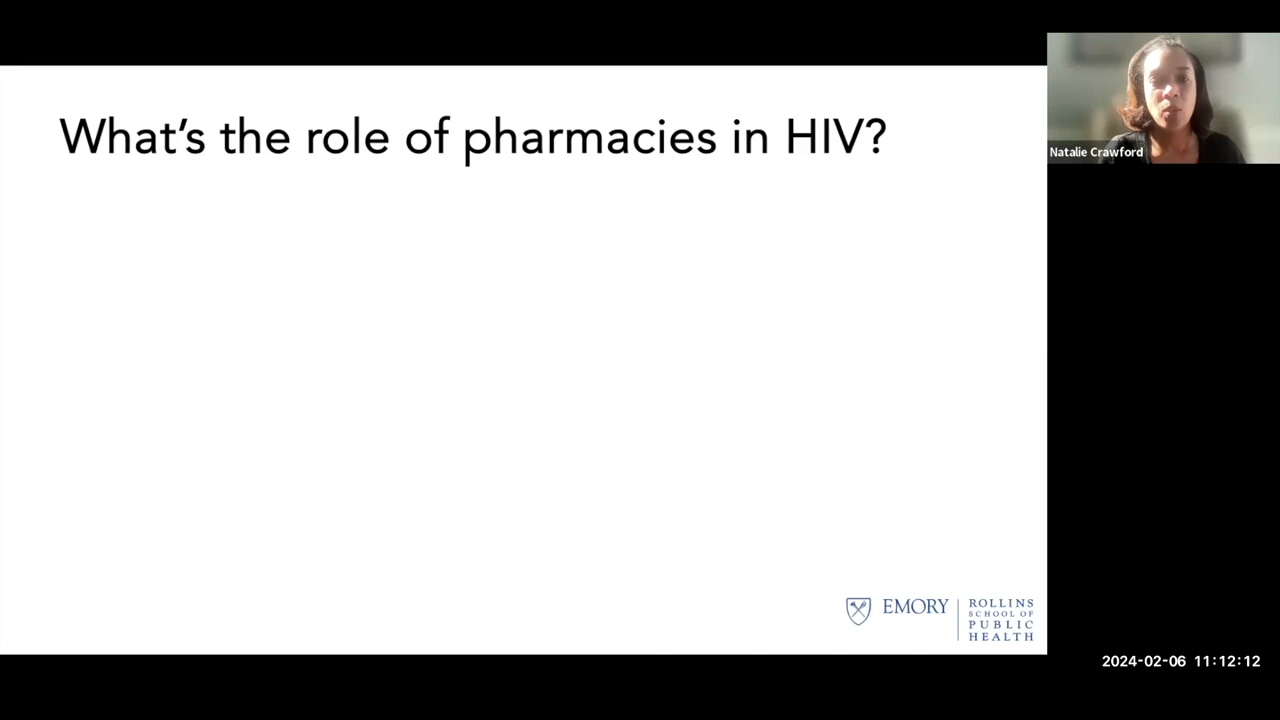 What’s the role of pharmacies in HIV?
Natalie Crawford
EMORY
ROLLINS
SCHOOL OF
PUBLIC
HEALTH
2024-02-06 11:12:12